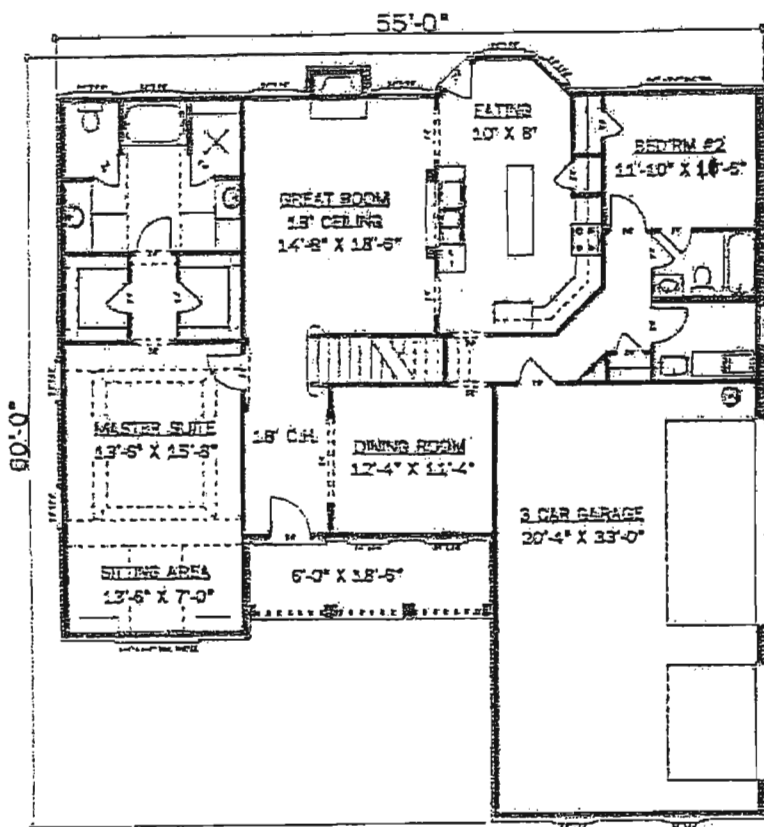 55'-0"
60'-0"
EATING
10' X 8'
BED'RM #2
GREAT ROOM
18' CEILING
14'-8" X 18'-6"
MASTER SUITE
13'-6" X 15'-8"
18' C.H.
DINING ROOM
12'-4" X 11'-4"
3 CAR GARAGE
20'-4" X 33'-0"
SITTING AREA
13'-6" X 7'-0"
6'-0" X 18'-6"